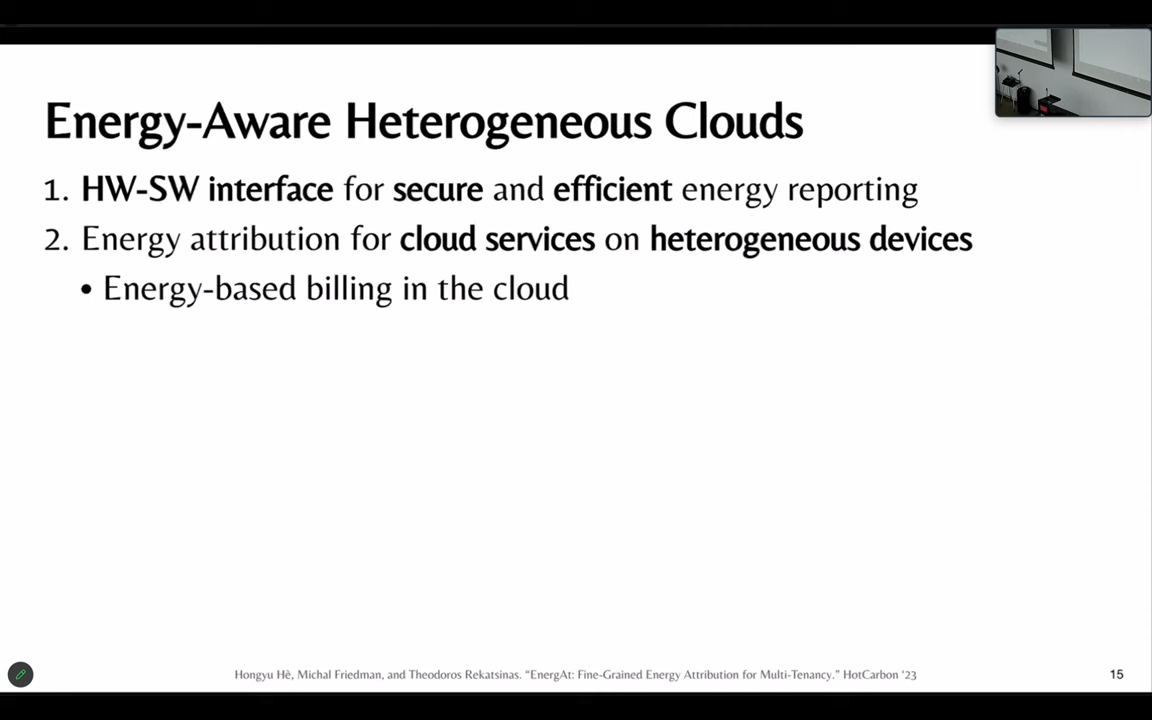 Energy-Aware Heterogeneous Clouds
1. HW-SW interface for secure and efficient energy reporting
2. Energy attribution for cloud services on heterogeneous devices
• Energy-based billing in the cloud
Hongyu Hè, Michal Friedman, and Theodoros Rekatsinas. “EnergAt: Fine-Grained Energy Attribution for Multi-Tenancy.” HotCarbon ‘23
15